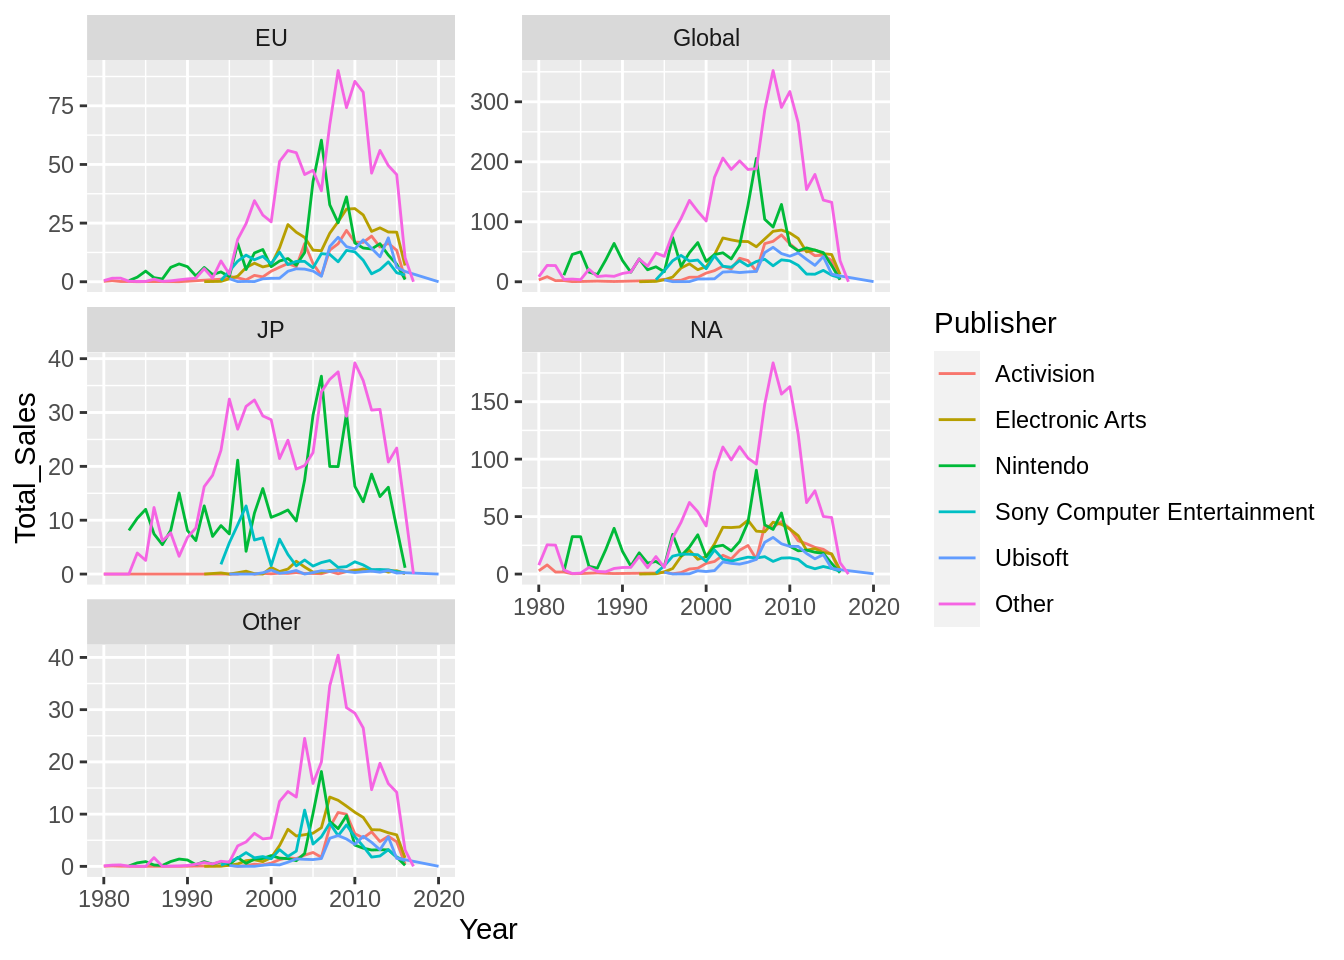 EU
Global
75
50
25
0
300
200
100
0
JP
NA
40
30
20
10
0
150
100
50
0
1980 1990 2000 2010 2020
Other
40
30
20
10
0
1980 1990 2000 2010 2020
Total_Sales
Year
Publisher
Activision
Electronic Arts
Nintendo
Sony Computer Entertainment
Ubisoft
Other